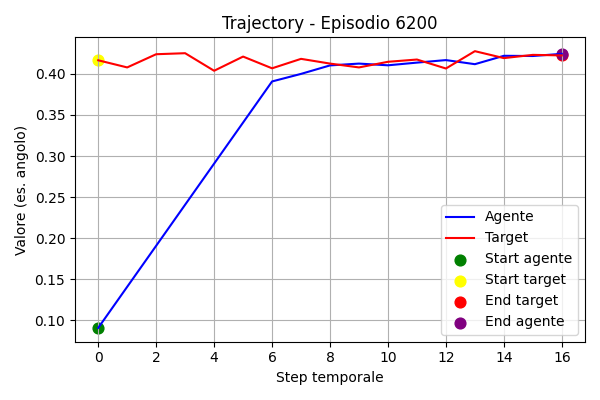 Trajectory - Episodio 6200
Valore (es. angolo)
0.40
0.35
0.30
0.25
0.20
0.15
0.10
0 2 4 6 8 10 12 14 16
Step temporale
Agente
Target
Start agente
Start target
End target
End agente